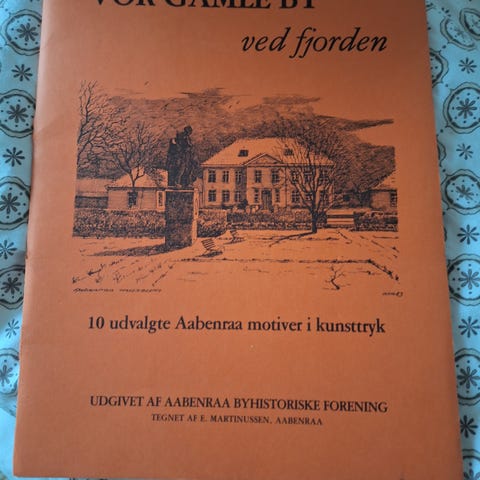 VOR GAMLE BY
ved fjorden
10 udvalgte Aabenraa motiver i kunsttryk
UDGIVET AF AABENRAA BYHISTORISKE FORENING
TEGNET AF E. MARTINUSSEN, AABENRAA